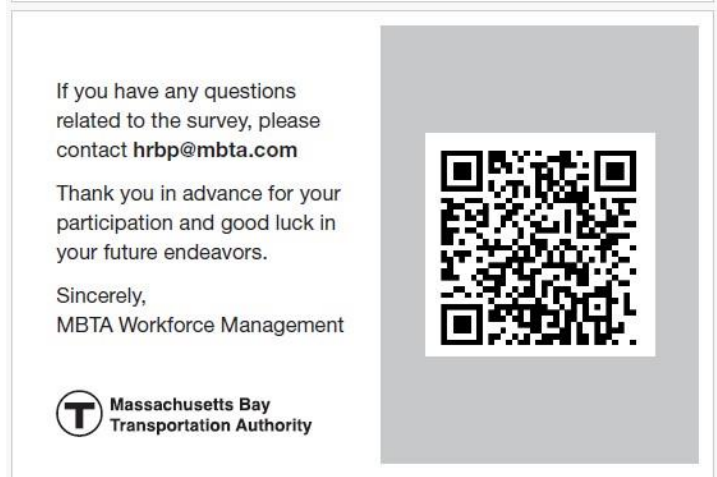 If you have any questions
related to the survey, please
contact hrbp@mbta.com
Thank you in advance for your
participation and good luck in
your future endeavors.
Sincerely,
MBTA Workforce Management
T
Massachusetts Bay
Transportation Authority